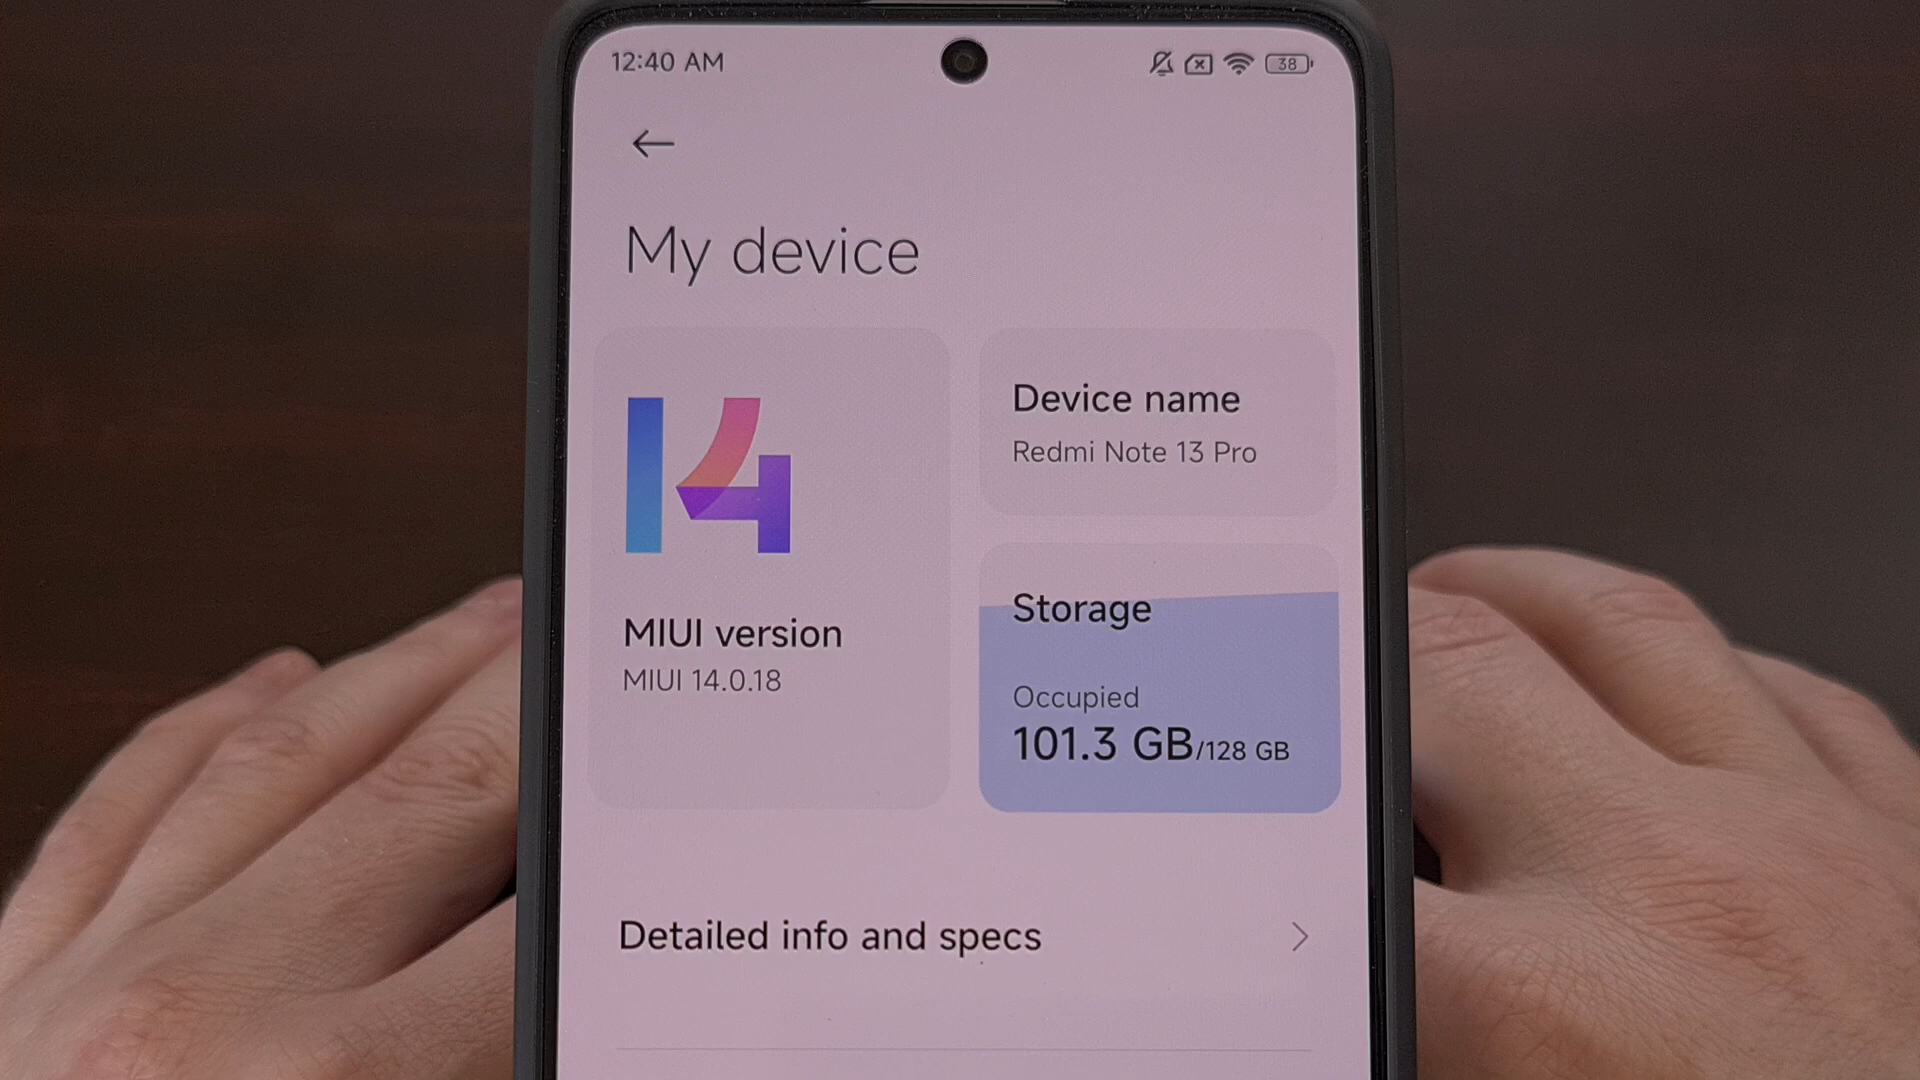 12:40 AM
38
My device
14
Device name
Redmi Note 13 Pro
MIUI version
MIUI 14.0.18
Storage
Occupied
101.3 GB/128 GB
Detailed info and specs